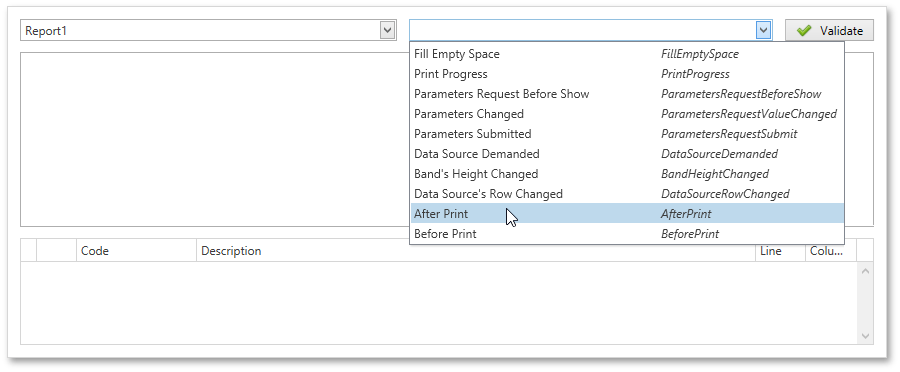 Report1
Validate
Fill Empty Space FillEmptySpace
Print Progress PrintProgress
Parameters Request Before Show ParametersRequestBeforeShow
Parameters Changed ParametersRequestValueChanged
Parameters Submitted ParametersRequestSubmit
Data Source Demanded DataSourceDemanded
Band's Height Changed BandHeightChanged
Data Source's Row Changed DataSourceRowChanged
After Print AfterPrint
Before Print BeforePrint
Code Description Line Colu...